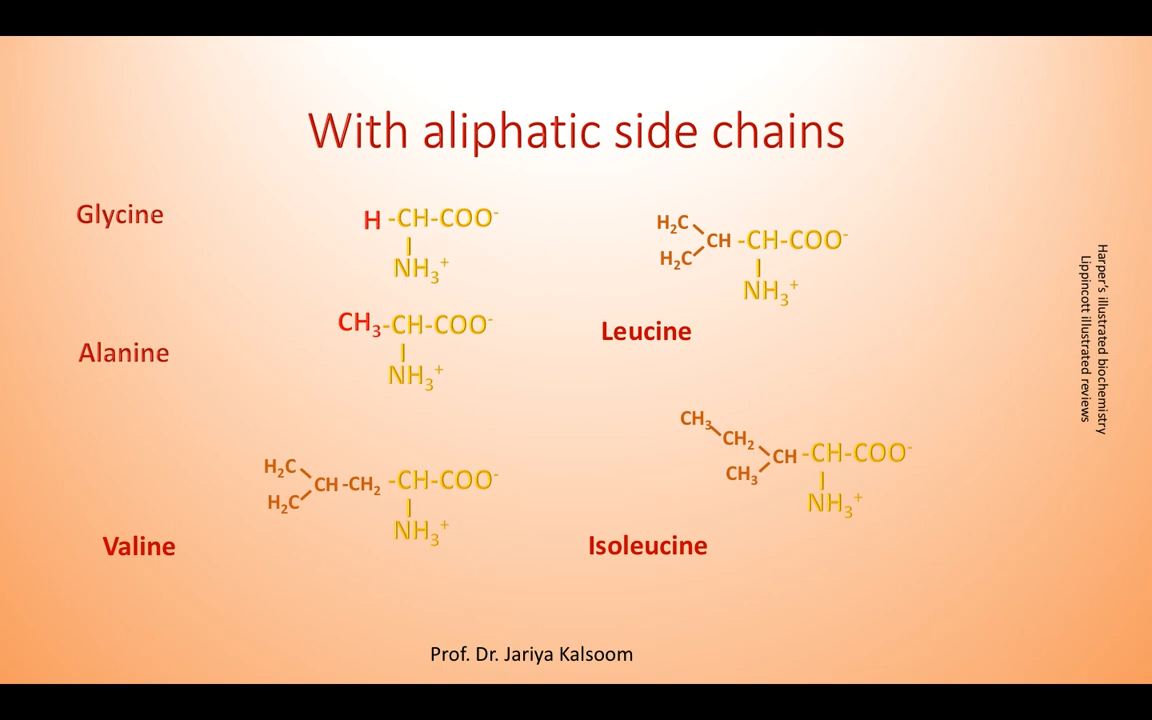 With aliphatic side chains
Glycine
H -CH-COO⁻
NH₃⁺
Alanine
CH₃-CH-COO⁻
NH₃⁺
H₂C
CH -CH₂ -CH-COO⁻
H₂C
NH₃⁺
Valine
H₂C
CH -CH-COO⁻
H₂C
NH₃⁺
Leucine
CH₃
CH₂
CH -CH-COO⁻
CH₃
NH₃⁺
Isoleucine
Harper's illustrated biochemistry
Lippincott illustrated reviews
Prof. Dr. Jariya Kalsoom